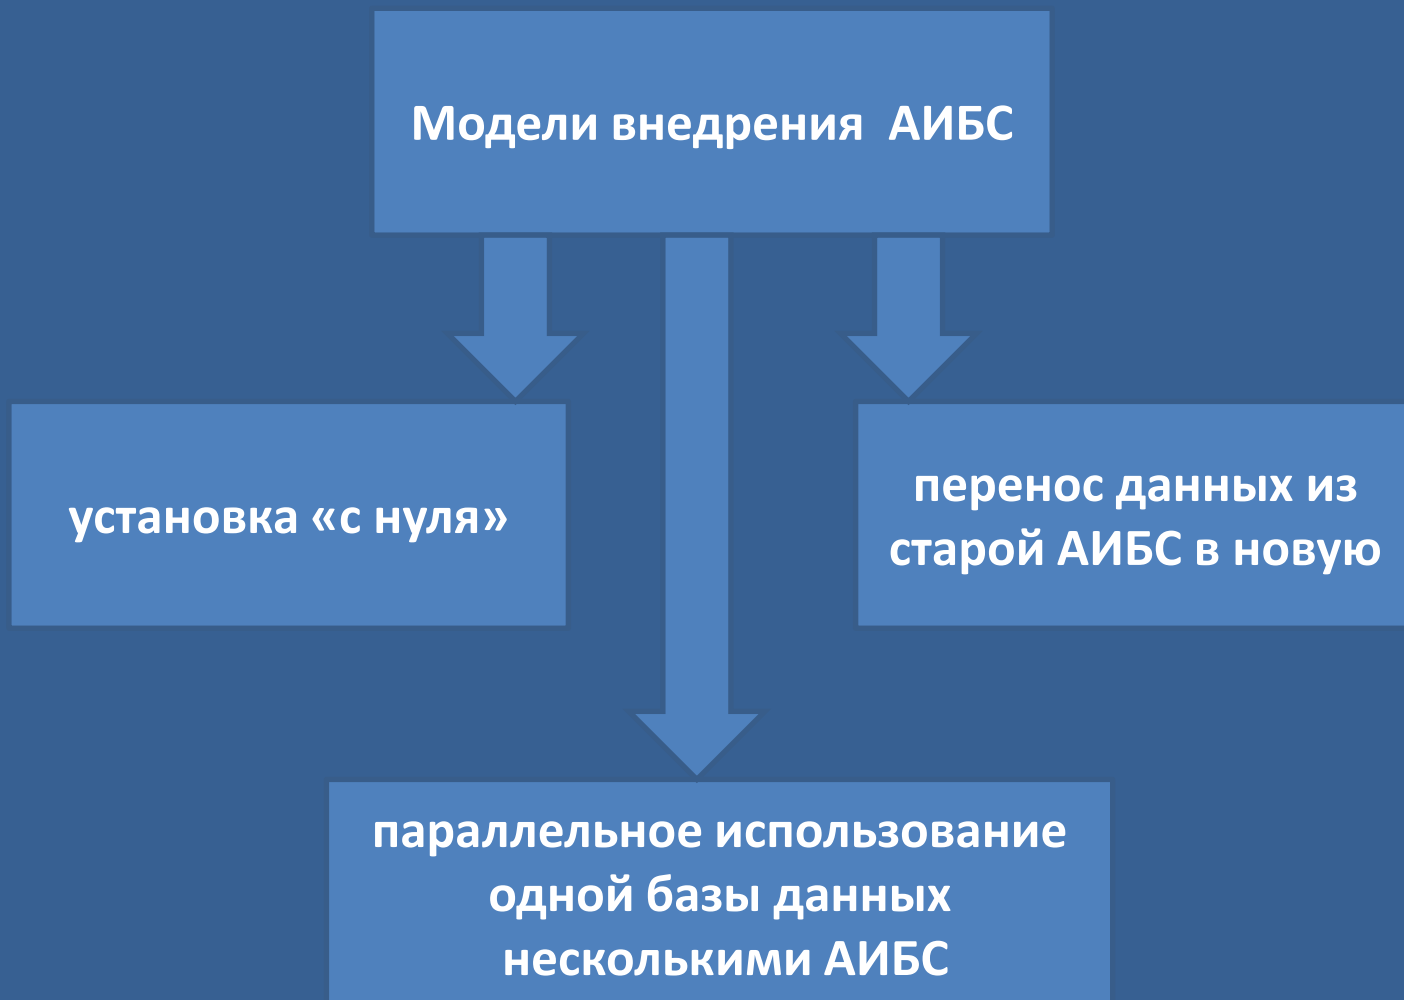 Модели внедрения АИБС
установка «с нуля»
перенос данных из
старой АИБС в новую
параллельное использование
одной базы данных
несколькими АИБС